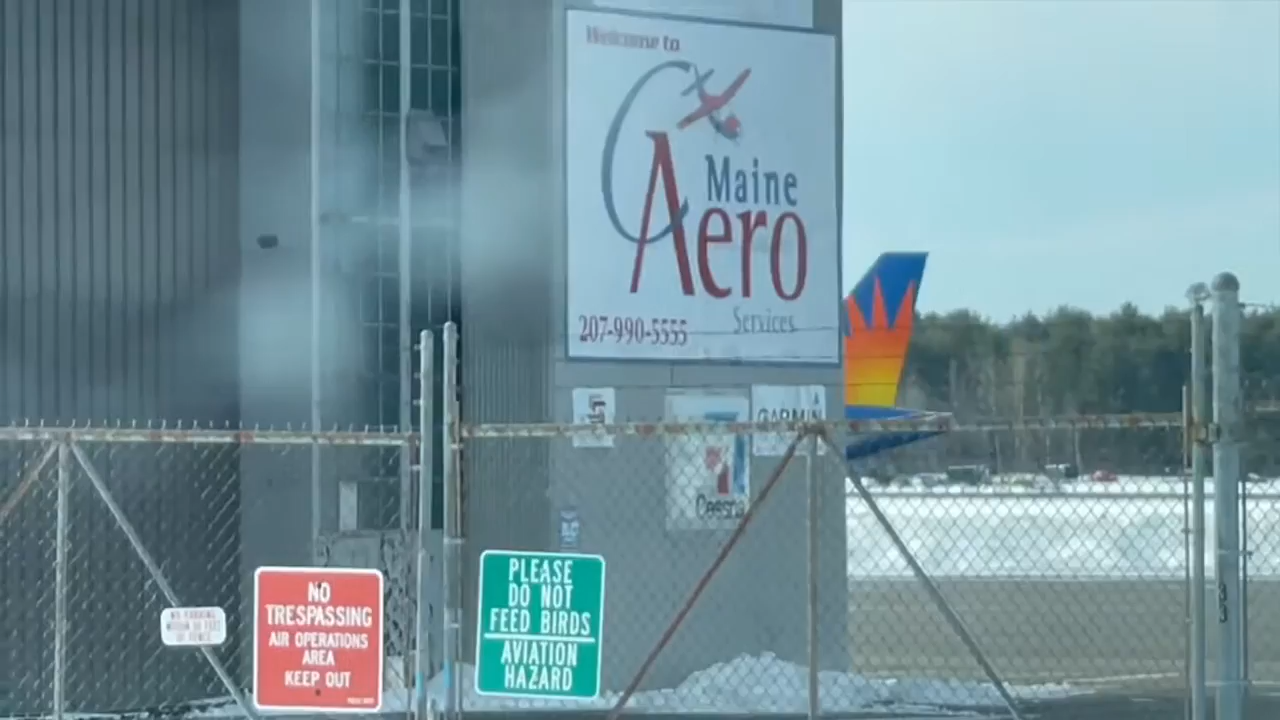 Welcome to
Maine
Aero
Services
207-990-5555
GARMIN
Cessna
NO
TRESPASSING
AIR OPERATIONS
AREA
KEEP OUT
PLEASE
DO NOT
FEED BIRDS
AVIATION
HAZARD